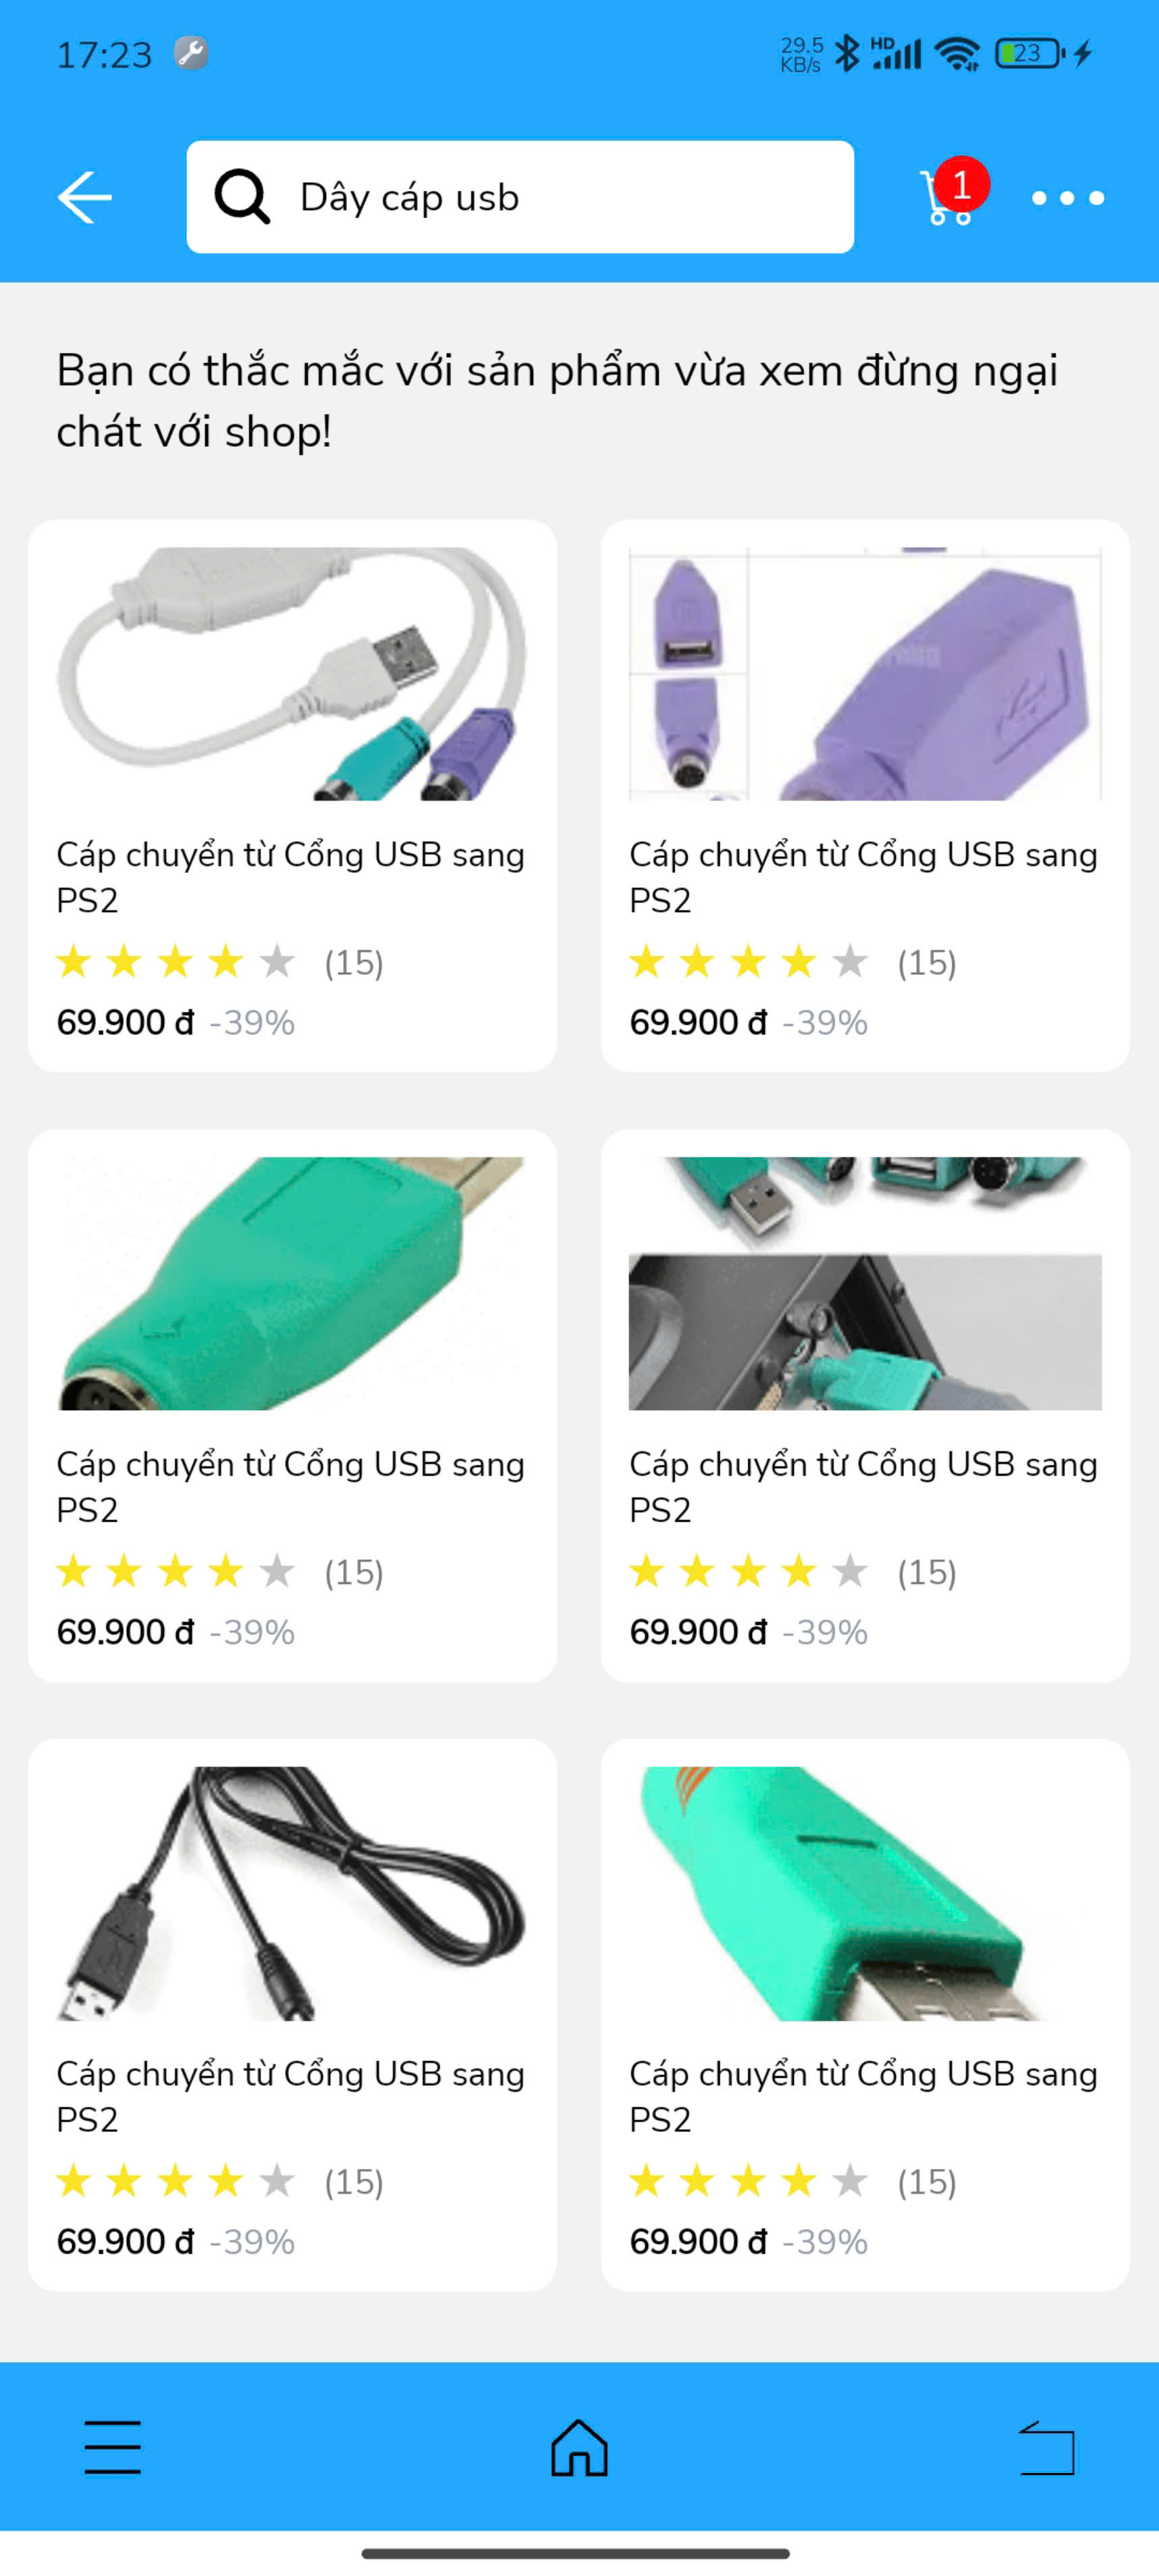 17:23
29.5
KB/s
HD
23
Dây cáp usb
1
Bạn có thắc mắc với sản phẩm vừa xem đừng ngại
chát với shop!
Cáp chuyển từ Cổng USB sang
PS2
(15)
69.900 đ -39%
Cáp chuyển từ Cổng USB sang
PS2
(15)
69.900 đ -39%
Cáp chuyển từ Cổng USB sang
PS2
(15)
69.900 đ -39%
Cáp chuyển từ Cổng USB sang
PS2
(15)
69.900 đ -39%
Cáp chuyển từ Cổng USB sang
PS2
(15)
69.900 đ -39%
Cáp chuyển từ Cổng USB sang
PS2
(15)
69.900 đ -39%